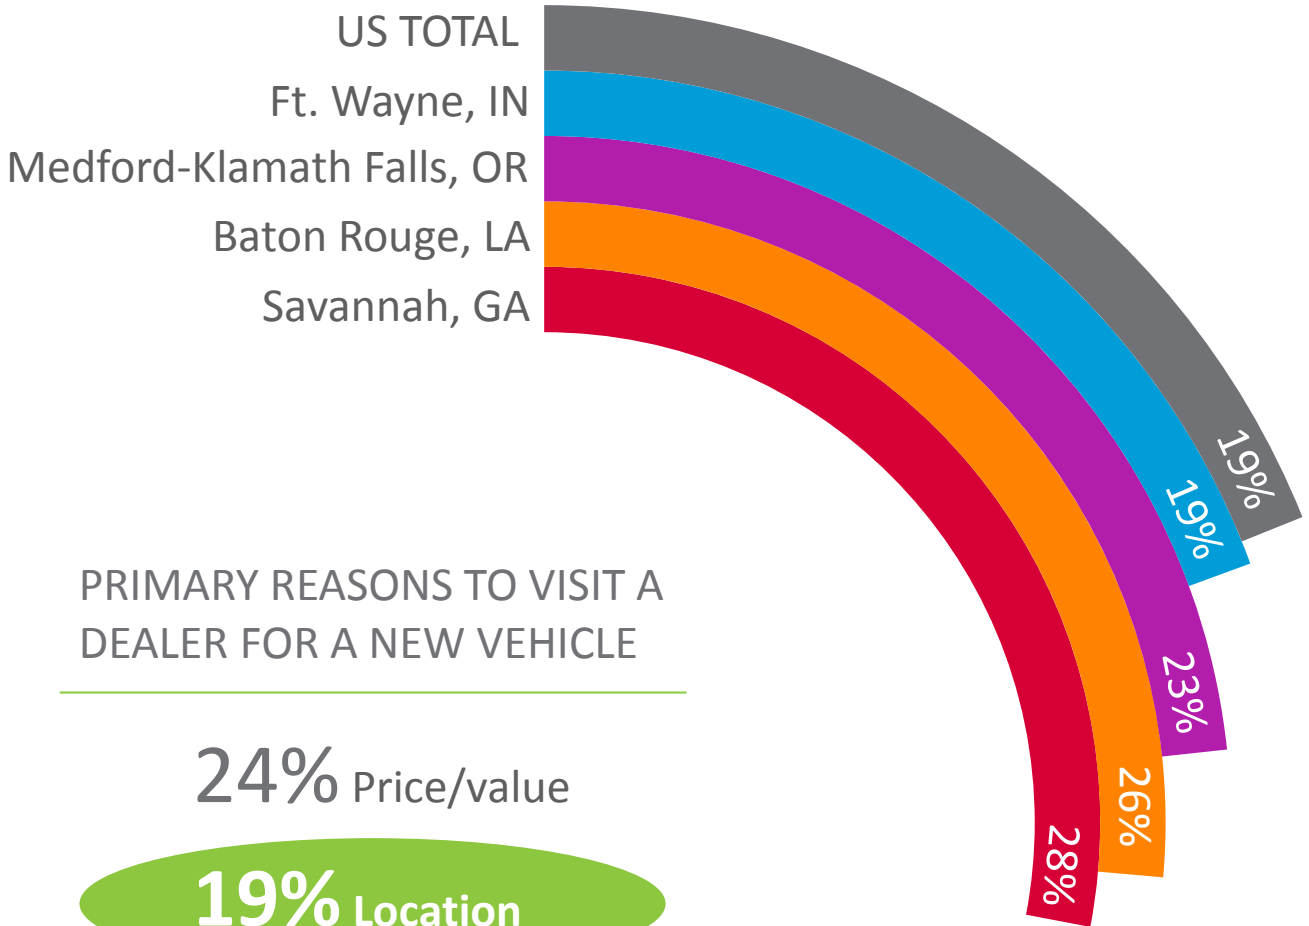 US TOTAL
Ft. Wayne, IN
Medford-Klamath Falls, OR
Baton Rouge, LA
Savannah, GA
19%
19%
23%
26%
28%
PRIMARY REASONS TO VISIT A
DEALER FOR A NEW VEHICLE
24% Price/value
19% Location